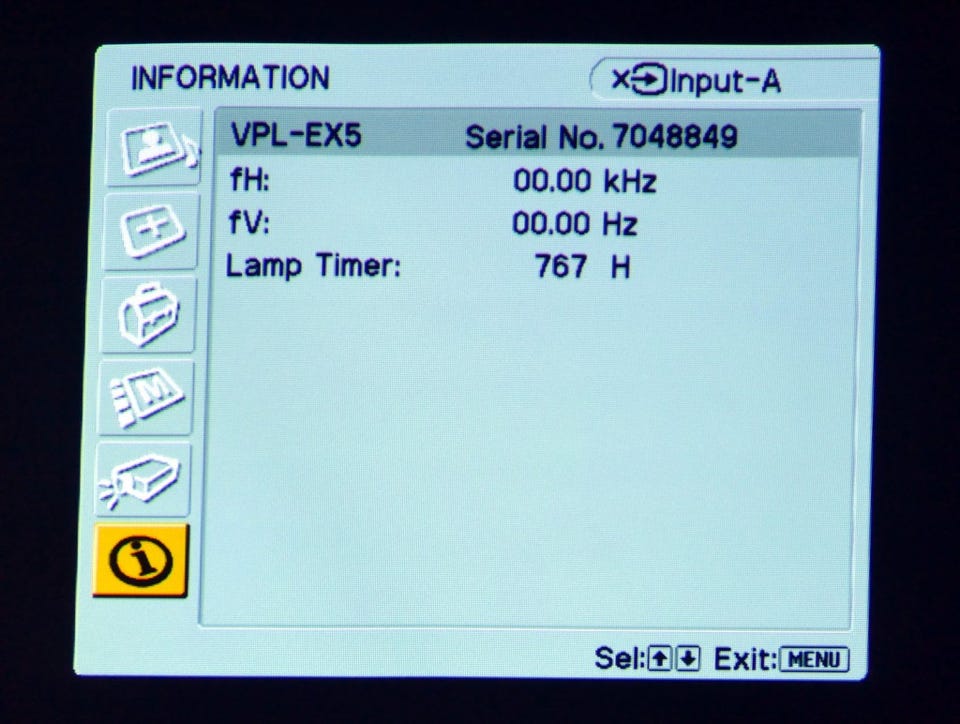 INFORMATION
Input-A
VPL-EX5 Serial No. 7048849
fH: 00.00 kHz
fV: 00.00 Hz
Lamp Timer: 767 H
M
i
Sel: Exit: MENU